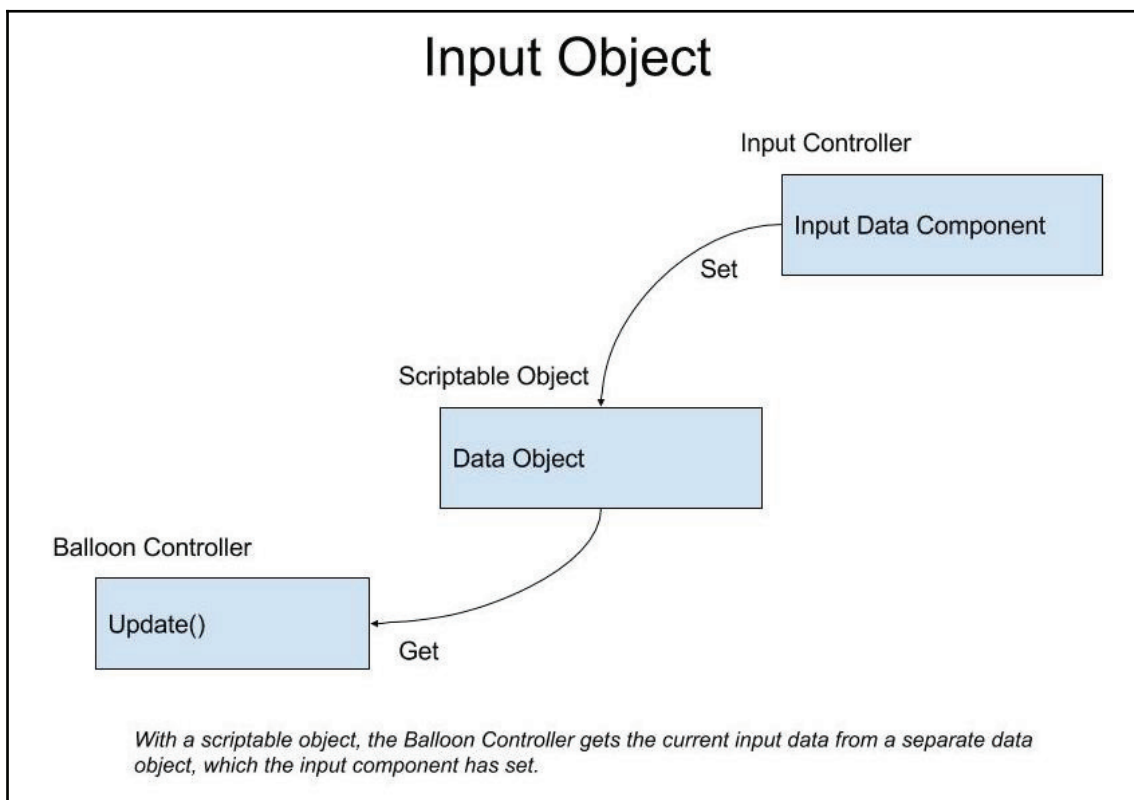 Input Object
Input Controller
Input Data Component
Set
Scriptable Object
Data Object
Balloon Controller
Update()
Get
With a scriptable object, the Balloon Controller gets the current input data from a separate data
object, which the input component has set.